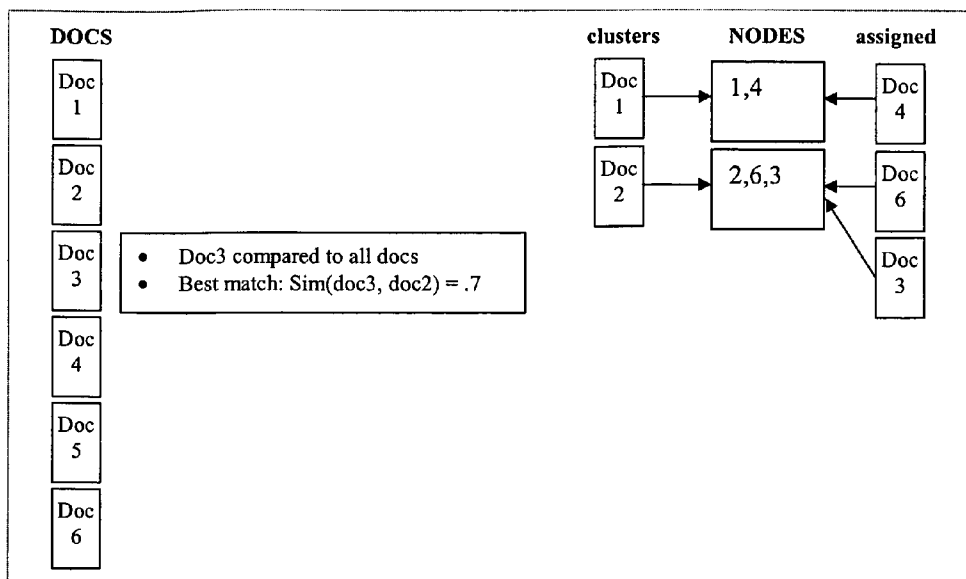 DOCS
Doc
1
Doc
2
Doc
3
Doc
4
Doc
5
Doc
6
• Doc3 compared to all docs
• Best match: Sim(doc3, doc2) = .7
clusters NODES assigned
Doc
1
1,4
Doc
4
Doc
2
2,6,3
Doc
6
Doc
3